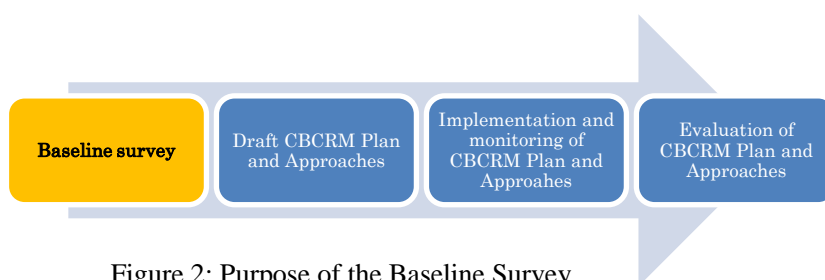 Baseline survey
Draft CBCRM Plan
and Approaches
Implementation and
monitoring of
CBCRM Plan and
Approahes
Evaluation of
CBCRM Plan and
Approaches
Figure 2: Purpose of the Baseline Survey